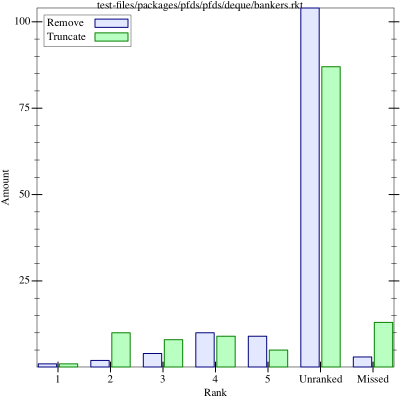 test-files/packages/pfds/pfds/deque/bankers.rkt
Remove
Truncate
100
75
50
25
Amount
1 2 3 4 5 Unranked Missed
Rank